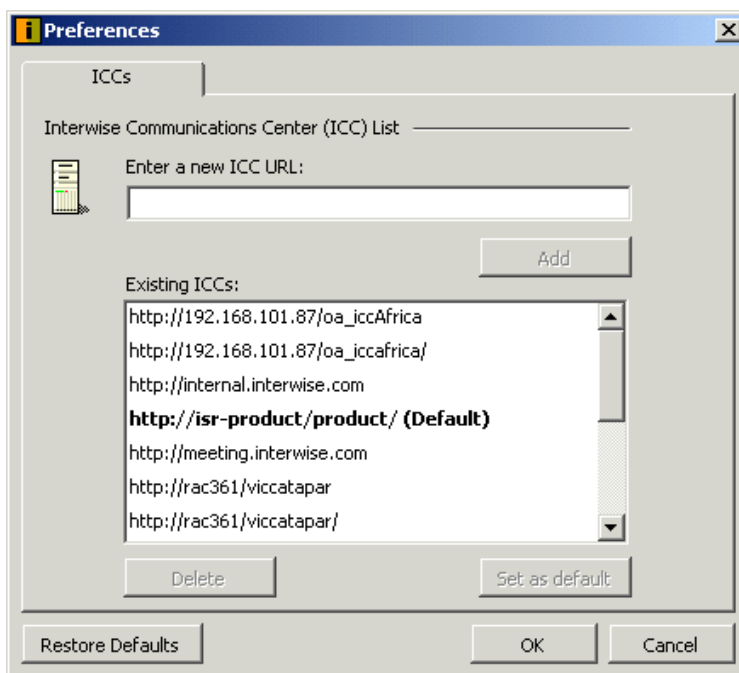 Preferences
ICCs
Interwise Communications Center (ICC) List
Enter a new ICC URL:
Add
Existing ICCs:
http://192.168.101.87/oa_iccAfrica
http://192.168.101.87/oa_iccafrica/
http://internal.interwise.com
http://isr-product/product/ (Default)
http://meeting.interwise.com
http://rac361/viccatapar
http://rac361/viccatapar/
Delete Set as default
Restore Defaults OK Cancel